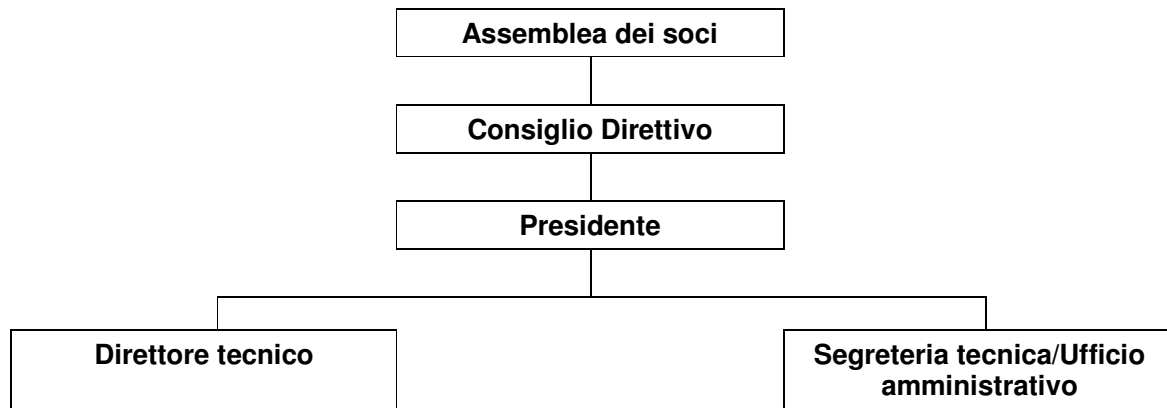 Assemblea dei soci
Consiglio Direttivo
Presidente
Direttore tecnico
Segreteria tecnica/Ufficio
amministrativo